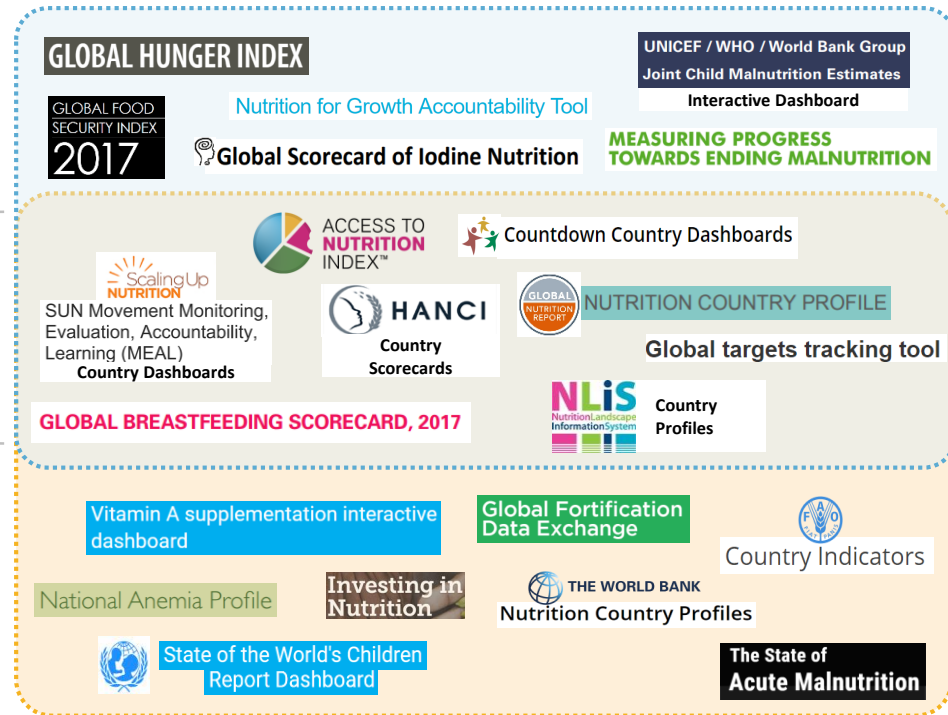 GLOBAL HUNGER INDEX
UNICEF / WHO / World Bank Group
Joint Child Malnutrition Estimates
Interactive Dashboard
GLOBAL FOOD
SECURITY INDEX
2017
Nutrition for Growth Accountability Tool
Global Scorecard of Iodine Nutrition
MEASURING PROGRESS
TOWARDS ENDING MALNUTRITION
ACCESS TO
NUTRITION
INDEX™
Countdown Country Dashboards
Scaling Up
NUTRITION
SUN Movement Monitoring,
Evaluation, Accountability,
Learning (MEAL)
Country Dashboards
HANCI
Country
Scorecards
GLOBAL
NUTRITION
REPORT
NUTRITION COUNTRY PROFILE
Global targets tracking tool
GLOBAL BREASTFEEDING SCORECARD, 2017
NLiS
NutritionLandscape
InformationSystem
Country
Profiles
Vitamin A supplementation interactive
dashboard
Global Fortification
Data Exchange
FAO
FIAT PANIS
Country Indicators
National Anemia Profile
Investing in
Nutrition
THE WORLD BANK
Nutrition Country Profiles
State of the World's Children
Report Dashboard
The State of
Acute Malnutrition